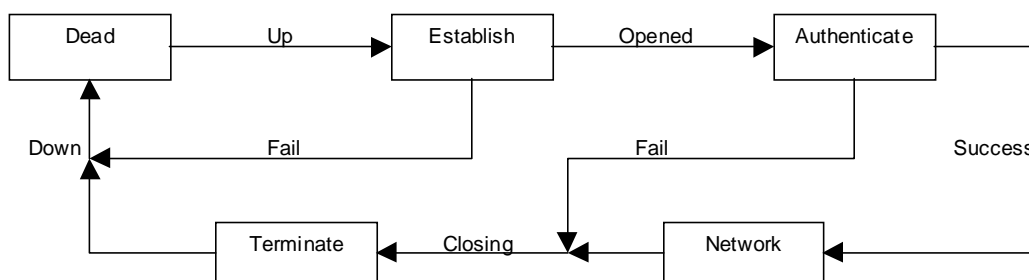 Dead
Up
Establish
Opened
Authenticate
Down
Fail
Fail
Success
Terminate
Closing
Network